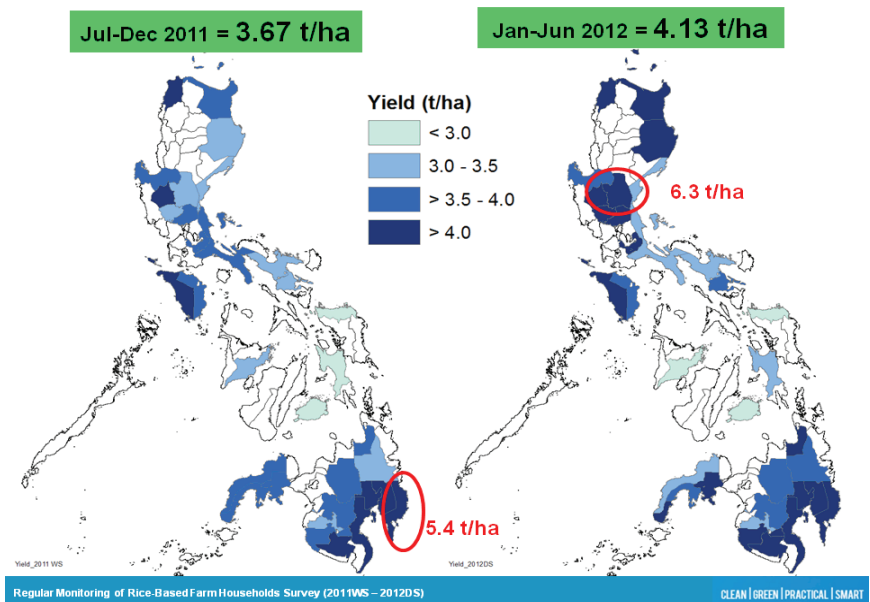 Jul-Dec 2011 = 3.67 t/ha
Jan-Jun 2012 = 4.13 t/ha
Yield (t/ha)
< 3.0
3.0 - 3.5
> 3.5 - 4.0
> 4.0
6.3 t/ha
5.4 t/ha
Yield_2011 WS
Yield_2012DS
Regular Monitoring of Rice-Based Farm Households Survey (2011WS – 2012DS)
CLEAN | GREEN | PRACTICAL | SMART